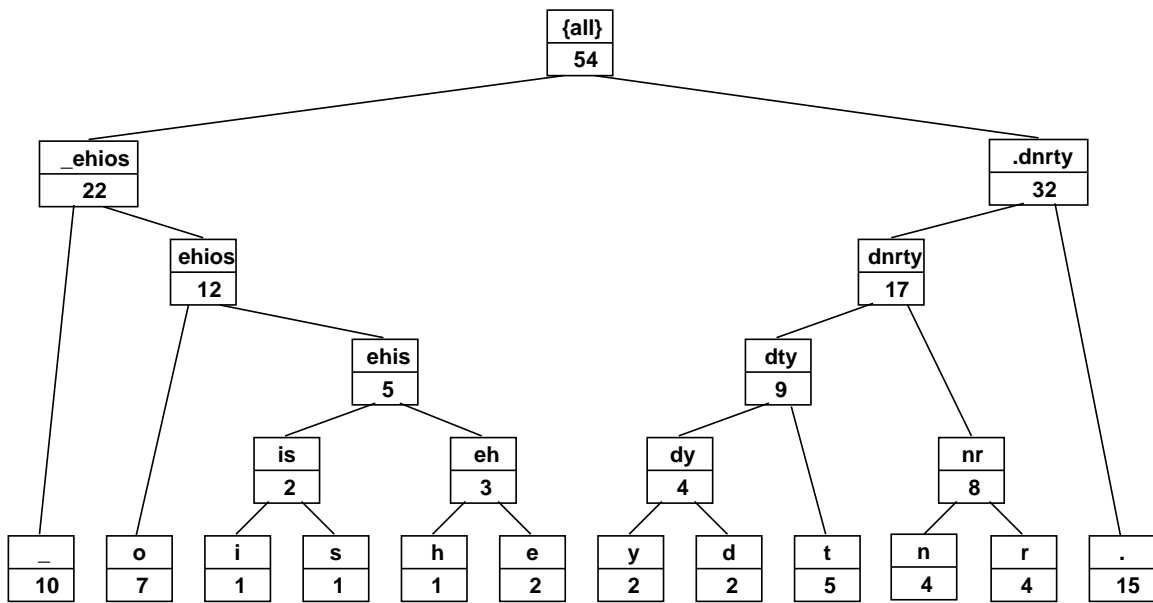 {all}
54
_ehios .dnrty
22 32
ehios dnrty
12 17
ehis dty
5 9
is eh dy nr
2 3 4 8
_ o i s h e y d t n r .
10 7 1 1 1 2 2 2 5 4 4 15